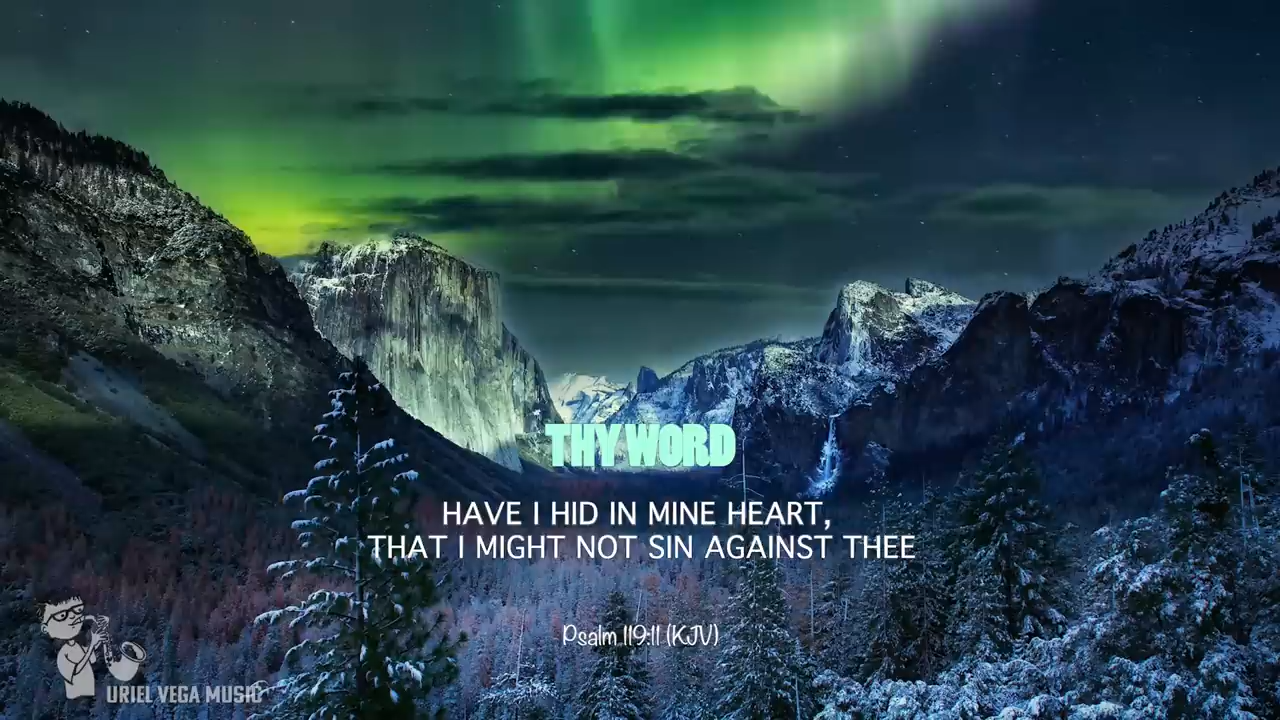 THY WORD
HAVE I HID IN MINE HEART,
THAT I MIGHT NOT SIN AGAINST THEE
Psalm 119:11 (KJV)
URIEL VEGA MUSIC